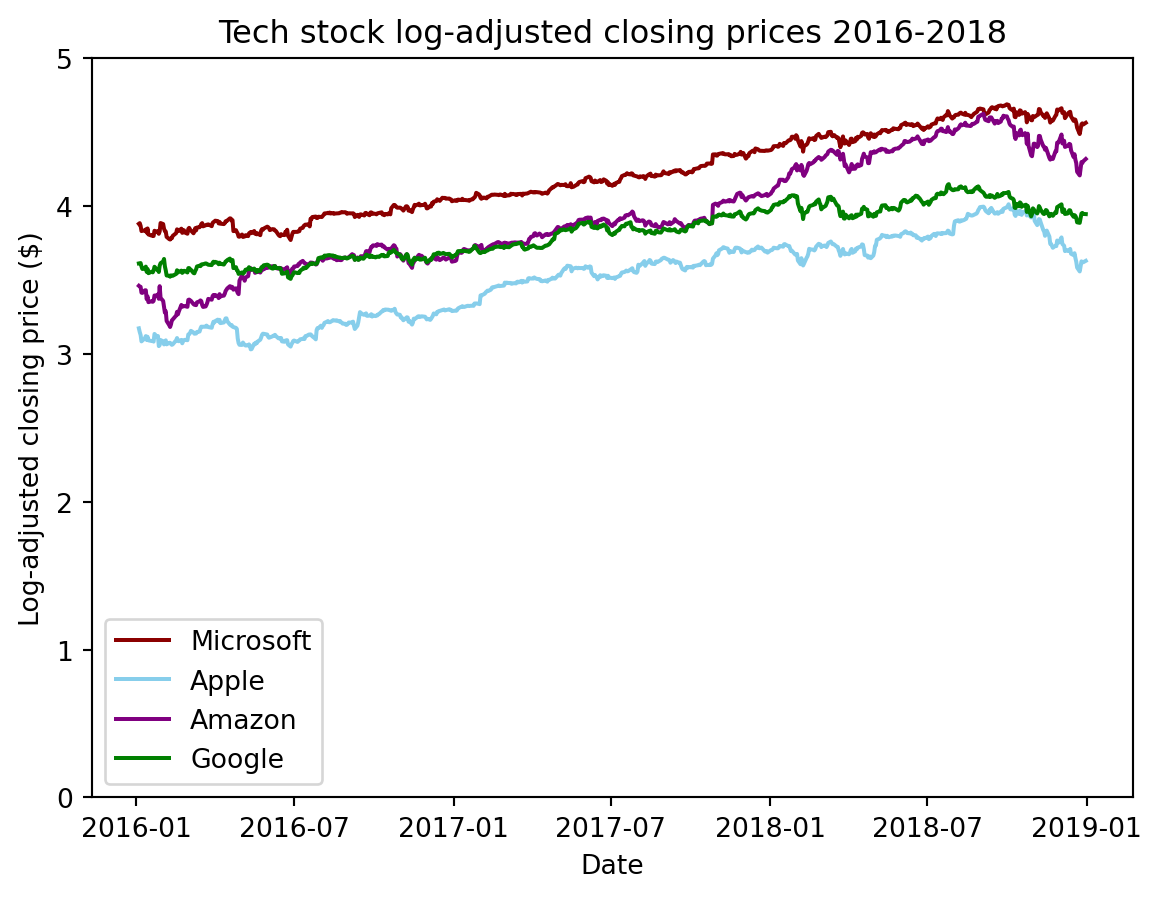 Tech stock log-adjusted closing prices 2016-2018
Log-adjusted closing price ($)
5
4
3
2
1
0
Microsoft
Apple
Amazon
Google
2016-01 2016-07 2017-01 2017-07 2018-01 2018-07 2019-01
Date